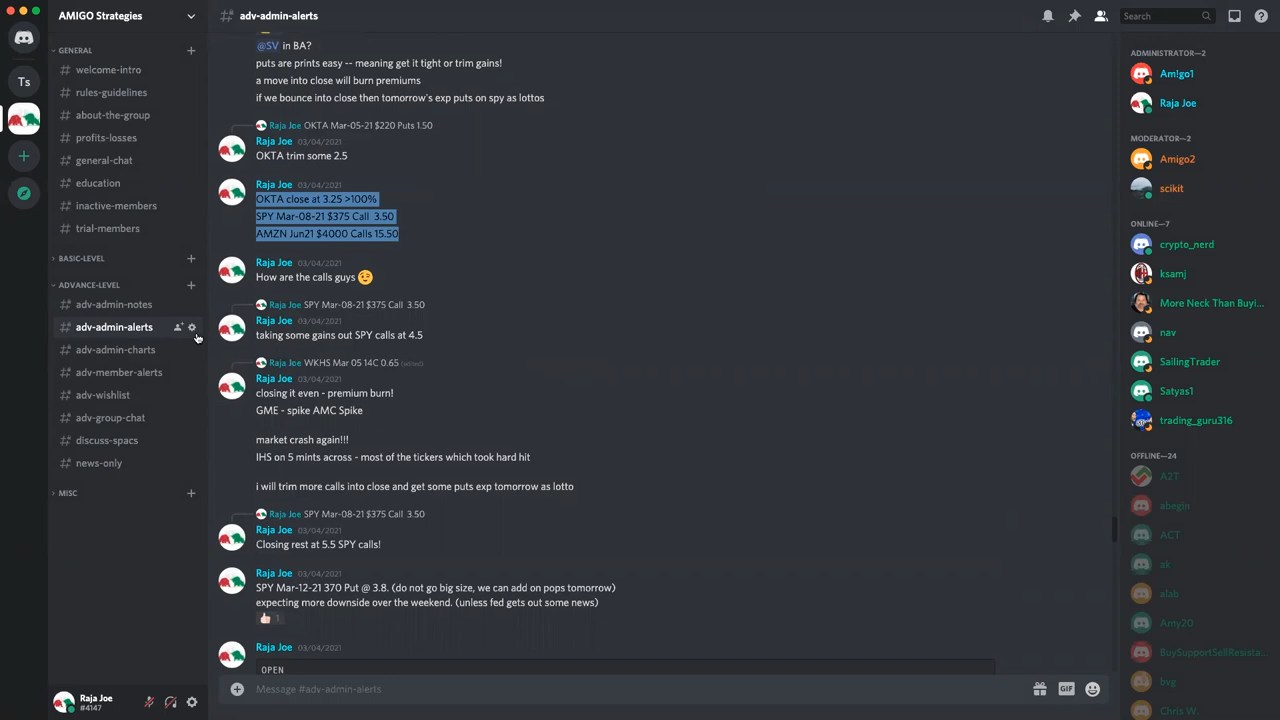 AMIGO Strategies
adv-admin-alerts
Search
Ts
GENERAL
welcome-intro
rules-guidelines
about-the-group
profits-losses
general-chat
education
inactive-members
trial-members
BASIC-LEVEL
ADVANCE-LEVEL
adv-admin-notes
adv-admin-alerts
adv-admin-charts
adv-member-alerts
adv-wishlist
adv-group-chat
discuss-spacs
news-only
MISC
Raja Joe
#4147
@SV in BA?
puts are prints easy -- meaning get it tight or trim gains!
a move into close will burn premiums
if we bounce into close then tomorrow's exp puts on spy as lottos
Raja Joe OKTA Mar-05-21 $220 Puts 1.50
Raja Joe 03/04/2021
OKTA trim some 2.5
Raja Joe 03/04/2021
OKTA close at 3.25 >100%
SPY Mar-08-21 $375 Call 3.50
AMZN Jun21 $4000 Calls 15.50
Raja Joe 03/04/2021
How are the calls guys
Raja Joe SPY Mar-08-21 $375 Call 3.50
Raja Joe 03/04/2021
taking some gains out SPY calls at 4.5
Raja Joe WKHS Mar 05 14C 0.65 (edited)
Raja Joe 03/04/2021
closing it even - premium burn!
GME - spike AMC Spike
market crash again!!!
IHS on 5 mints across - most of the tickers which took hard hit
i will trim more calls into close and get some puts exp tomorrow as lotto
Raja Joe SPY Mar-08-21 $375 Call 3.50
Raja Joe 03/04/2021
Closing rest at 5.5 SPY calls!
Raja Joe 03/04/2021
SPY Mar-12-21 370 Put @ 3.8. (do not go big size, we can add on pops tomorrow)
expecting more downside over the weekend. (unless fed gets out some news)
1
Raja Joe 03/04/2021
OPEN
Message #adv-admin-alerts
GIF
ADMINISTRATOR—2
Am!go1
Raja Joe
MODERATOR—2
Amigo2
scikit
ONLINE—7
crypto_nerd
ksamj
More Neck Than Buyi...
nav
SailingTrader
Satyas1
trading_guru316
OFFLINE—24
A2T
abegin
ACT
ak
alab
Amy20
BuySupportSellResista...
bvg
Chris W.